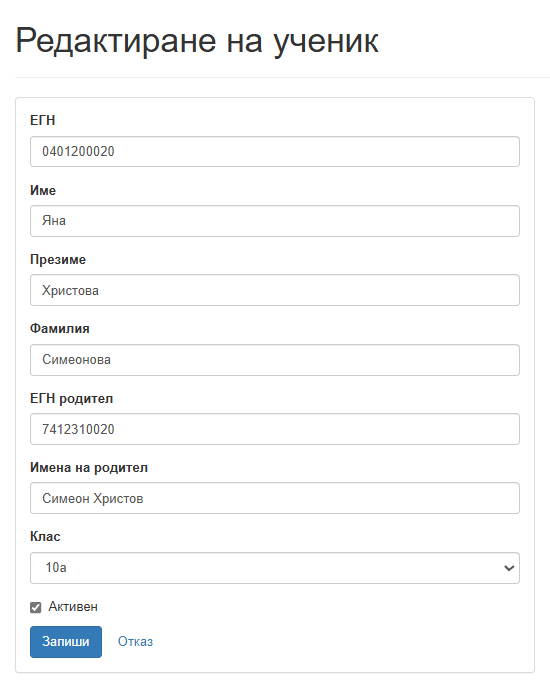 Редактиране на ученик
ЕГН
0401200020
Име
Яна
Презиме
Христова
Фамилия
Симеонова
ЕГН родител
7412310020
Имена на родител
Симеон Христов
Клас
10а
Активен
Запиши Отказ